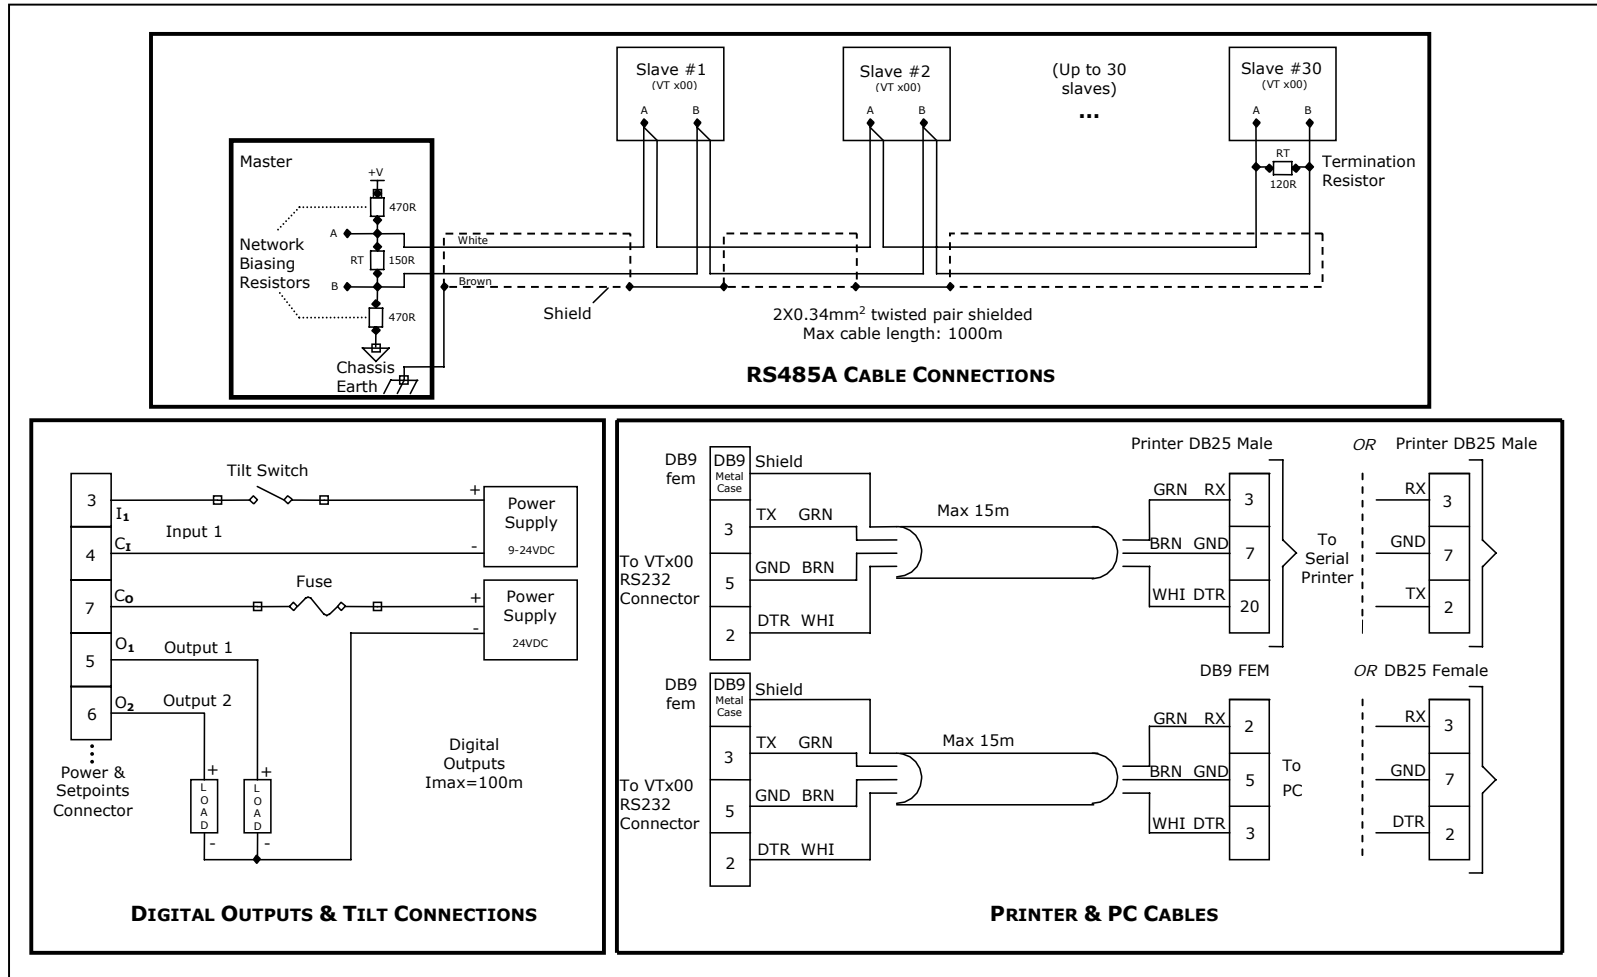 Slave #1
(VT x00)
A B
Slave #2
(VT x00)
A B
(Up to 30
slaves)
...
Slave #30
(VT x00)
A B
RT
120R
Termination
Resistor
Master
+V
470R
A
Network
Biasing
Resistors
RT 150R
B
470R
Chassis
Earth
White
Brown
Shield
2X0.34mm² twisted pair shielded
Max cable length: 1000m
RS485A CABLE CONNECTIONS
Tilt Switch
3
I1
Input 1
4
CI
+
Power
Supply
9-24VDC
-
7
CO
Fuse
+
Power
Supply
24VDC
-
5
O1 Output 1
6
O2 Output 2
Power &
Setpoints
Connector
+ +
LOAD LOAD
- -
Digital
Outputs
Imax=100m
DIGITAL OUTPUTS & TILT CONNECTIONS
DB9
fem
DB9
Metal
Case
Shield
3 TX GRN
5 GND BRN
2 DTR WHI
To VTx00
RS232
Connector
Max 15m
Printer DB25 Male
GRN RX 3
BRN GND 7
WHI DTR 20
To
Serial
Printer
OR Printer DB25 Male
RX 3
GND 7
TX 2
DB9
fem
DB9
Metal
Case
Shield
3 TX GRN
5 GND BRN
2 DTR WHI
To VTx00
RS232
Connector
Max 15m
DB9 FEM
GRN RX 2
BRN GND 5
WHI DTR 3
To
PC
OR DB25 Female
RX 3
GND 7
DTR 2
PRINTER & PC CABLES